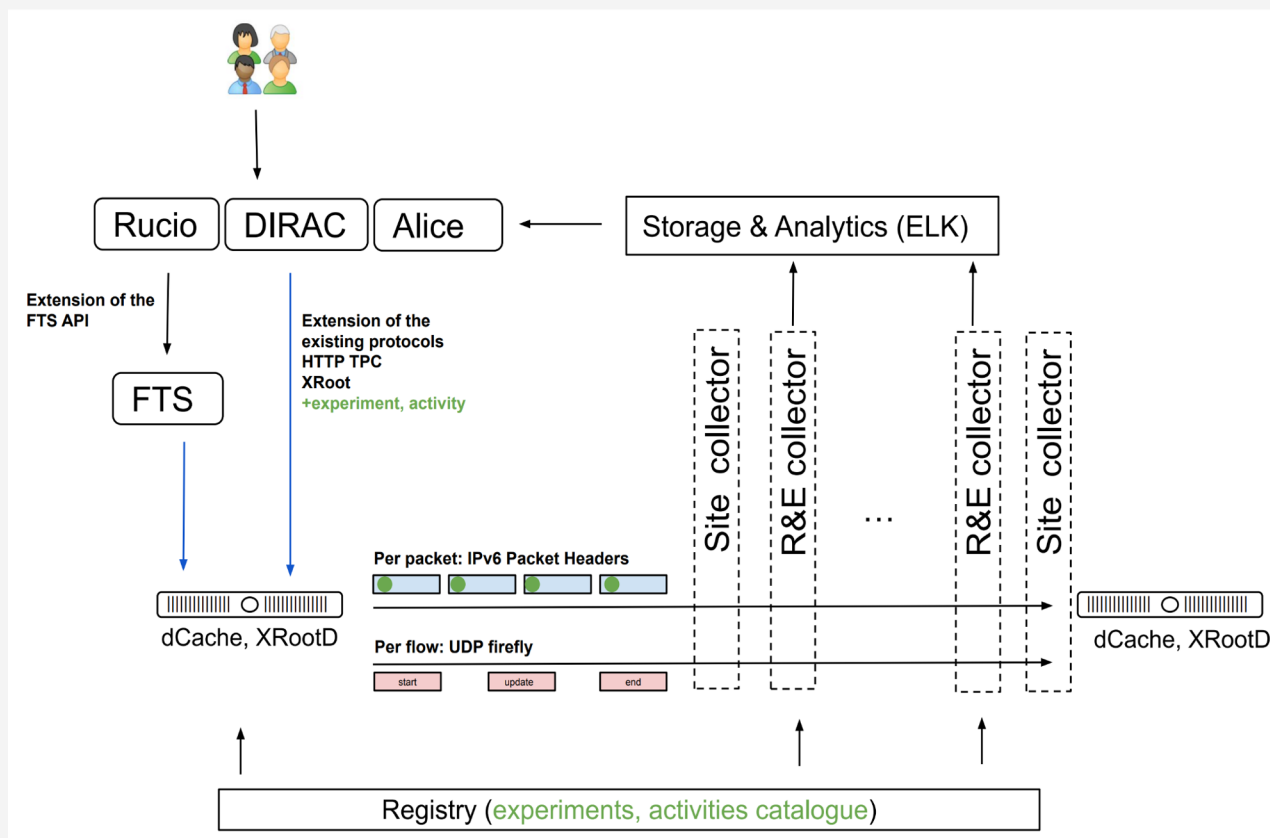 Rucio
DIRAC
Alice
Storage & Analytics (ELK)
Extension of the
FTS API
Extension of the
existing protocols
HTTP TPC
XRoot
+experiment, activity
FTS
Site collector
R&E collector
...
R&E collector
Site collector
Per packet: IPv6 Packet Headers
dCache, XRootD
dCache, XRootD
Per flow: UDP firefly
start
update
end
Registry (experiments, activities catalogue)